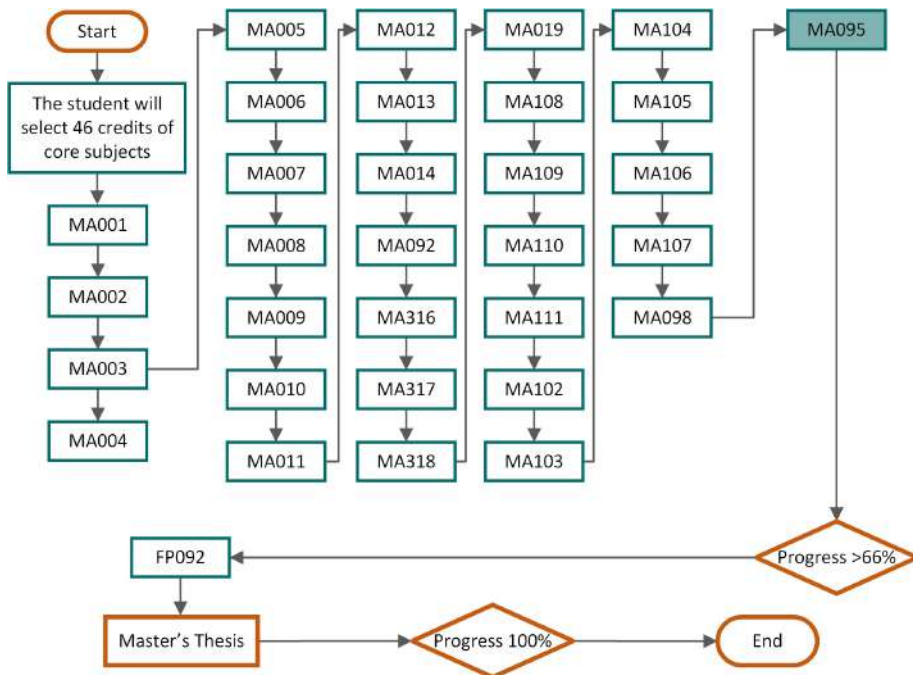 Start
The student will
select 46 credits of
core subjects
MA001
MA002
MA003
MA004
MA005
MA006
MA007
MA008
MA009
MA010
MA011
MA012
MA013
MA014
MA092
MA316
MA317
MA318
MA019
MA108
MA109
MA110
MA111
MA102
MA103
MA104
MA105
MA106
MA107
MA098
MA095
Progress >66%
FP092
Master’s Thesis
Progress 100%
End